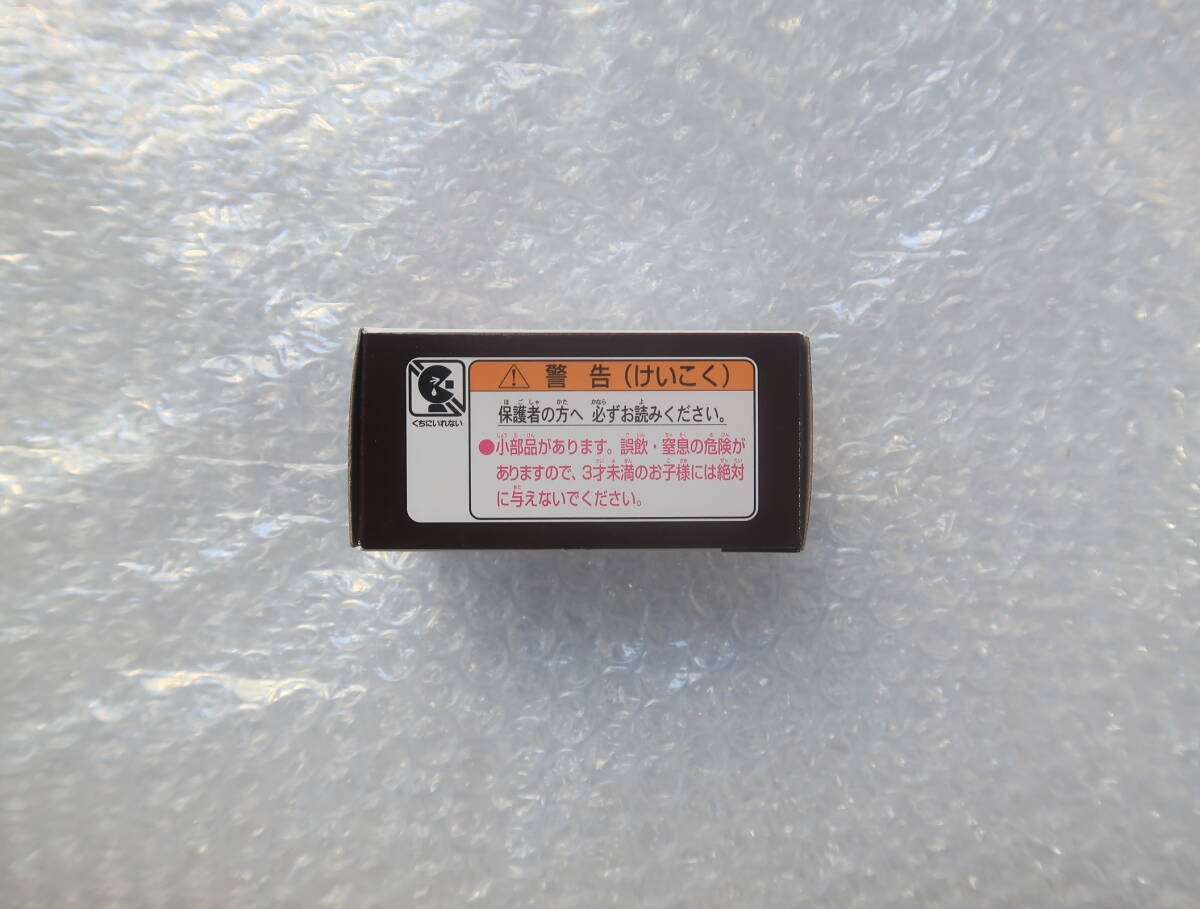 くちにいれない
警告(けいこく)
保護者の方へ 必ずお読みください。
●小部品があります。誤飲・窒息の危険が
ありますので、3才未満のお子様には絶対
に与えないでください。